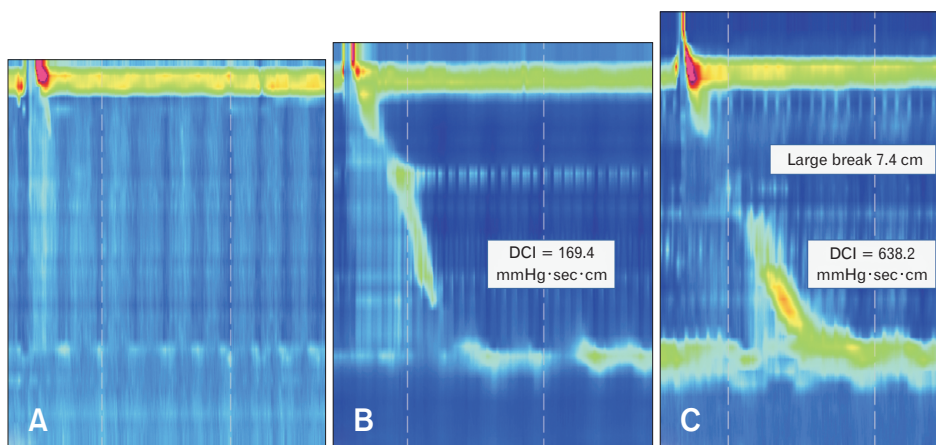 Large break 7.4 cm
DCI = 169.4
mmHg·sec·cm
DCI = 638.2
mmHg·sec·cm
A
B
C